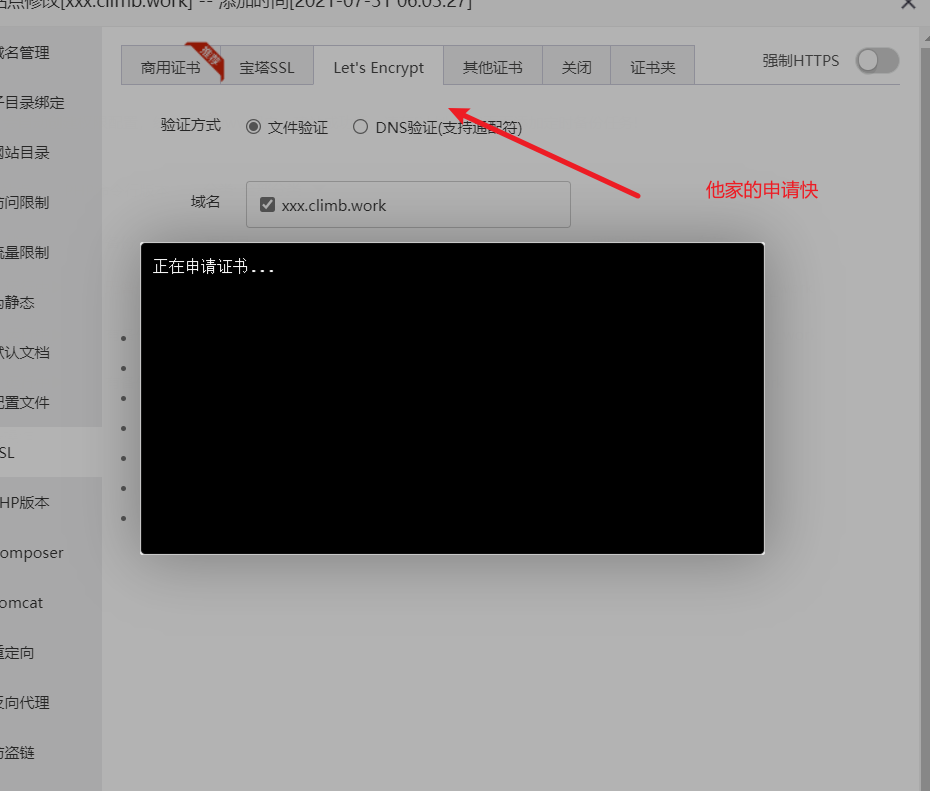 站点修改[xxx.climb.work] -- 添加时间[2021-07-31 06:05:27]
域名管理
子目录绑定
网站目录
访问限制
流量限制
伪静态
默认文档
配置文件
SL
HP版本
omposer
omcat
重定向
反向代理
防盗链
商用证书
推荐
宝塔SSL
Let's Encrypt
其他证书
关闭
证书夹
强制HTTPS
验证方式
文件验证
DNS验证(支持通配符)
他家的申请快
域名
xxx.climb.work
正在申请证书...